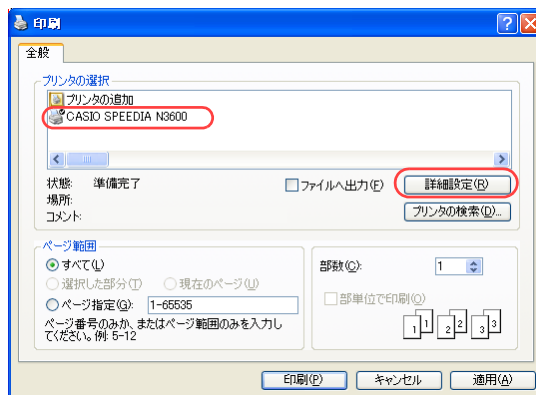 印刷
全般
プリンタの選択
プリンタの追加
CASIO SPEEDIA N3600
状態: 準備完了
場所:
コメント:
ファイルへ出力(F)
詳細設定(R)
プリンタの検索(D)...
ページ範囲
すべて(L)
選択した部分(T) 現在のページ(U)
ページ指定(G): 1-65535
ページ番号のみか、またはページ範囲のみを入力し
てください。例: 5-12
部数(C): 1
部単位で印刷(O)
1 1 2 2 3 3
印刷(P) キャンセル 適用(A)